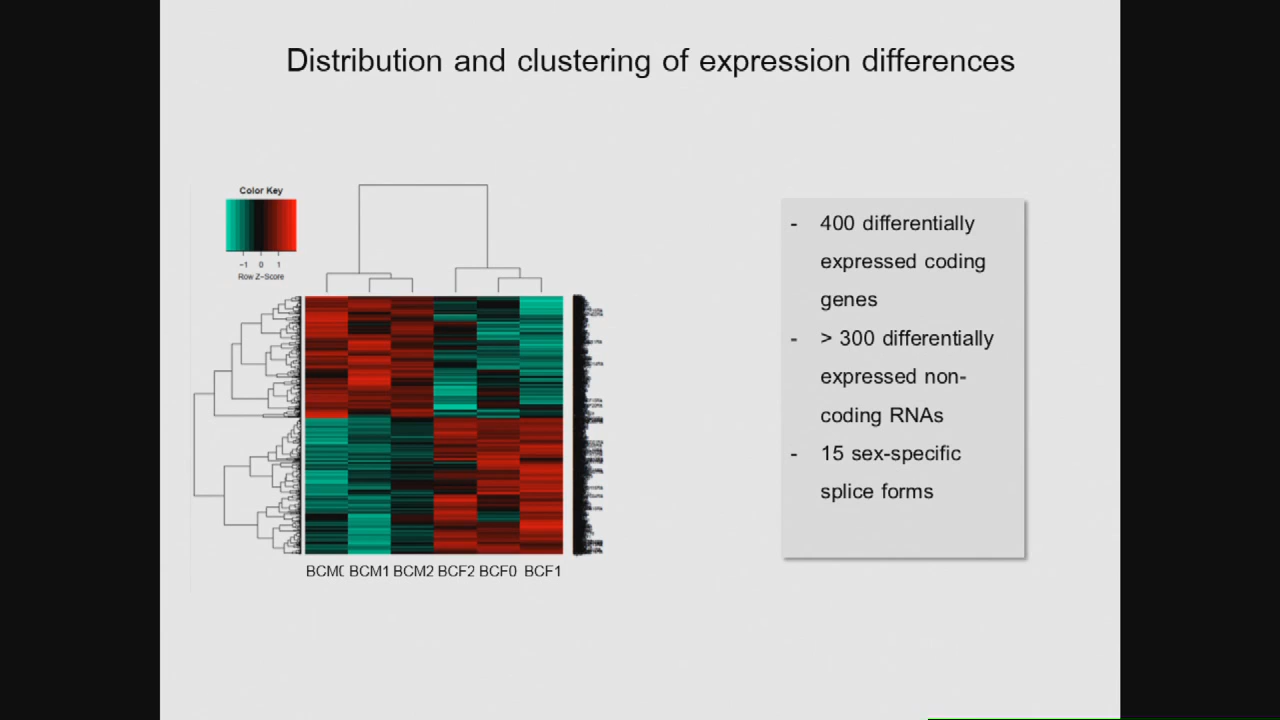 Distribution and clustering of expression differences
Color Key
−1 0 1
Row Z−Score
- 400 differentially
expressed coding
genes
- > 300 differentially
expressed non-
coding RNAs
- 15 sex-specific
splice forms
BCM1 BCM2 BCF2 BCF0 BCF1